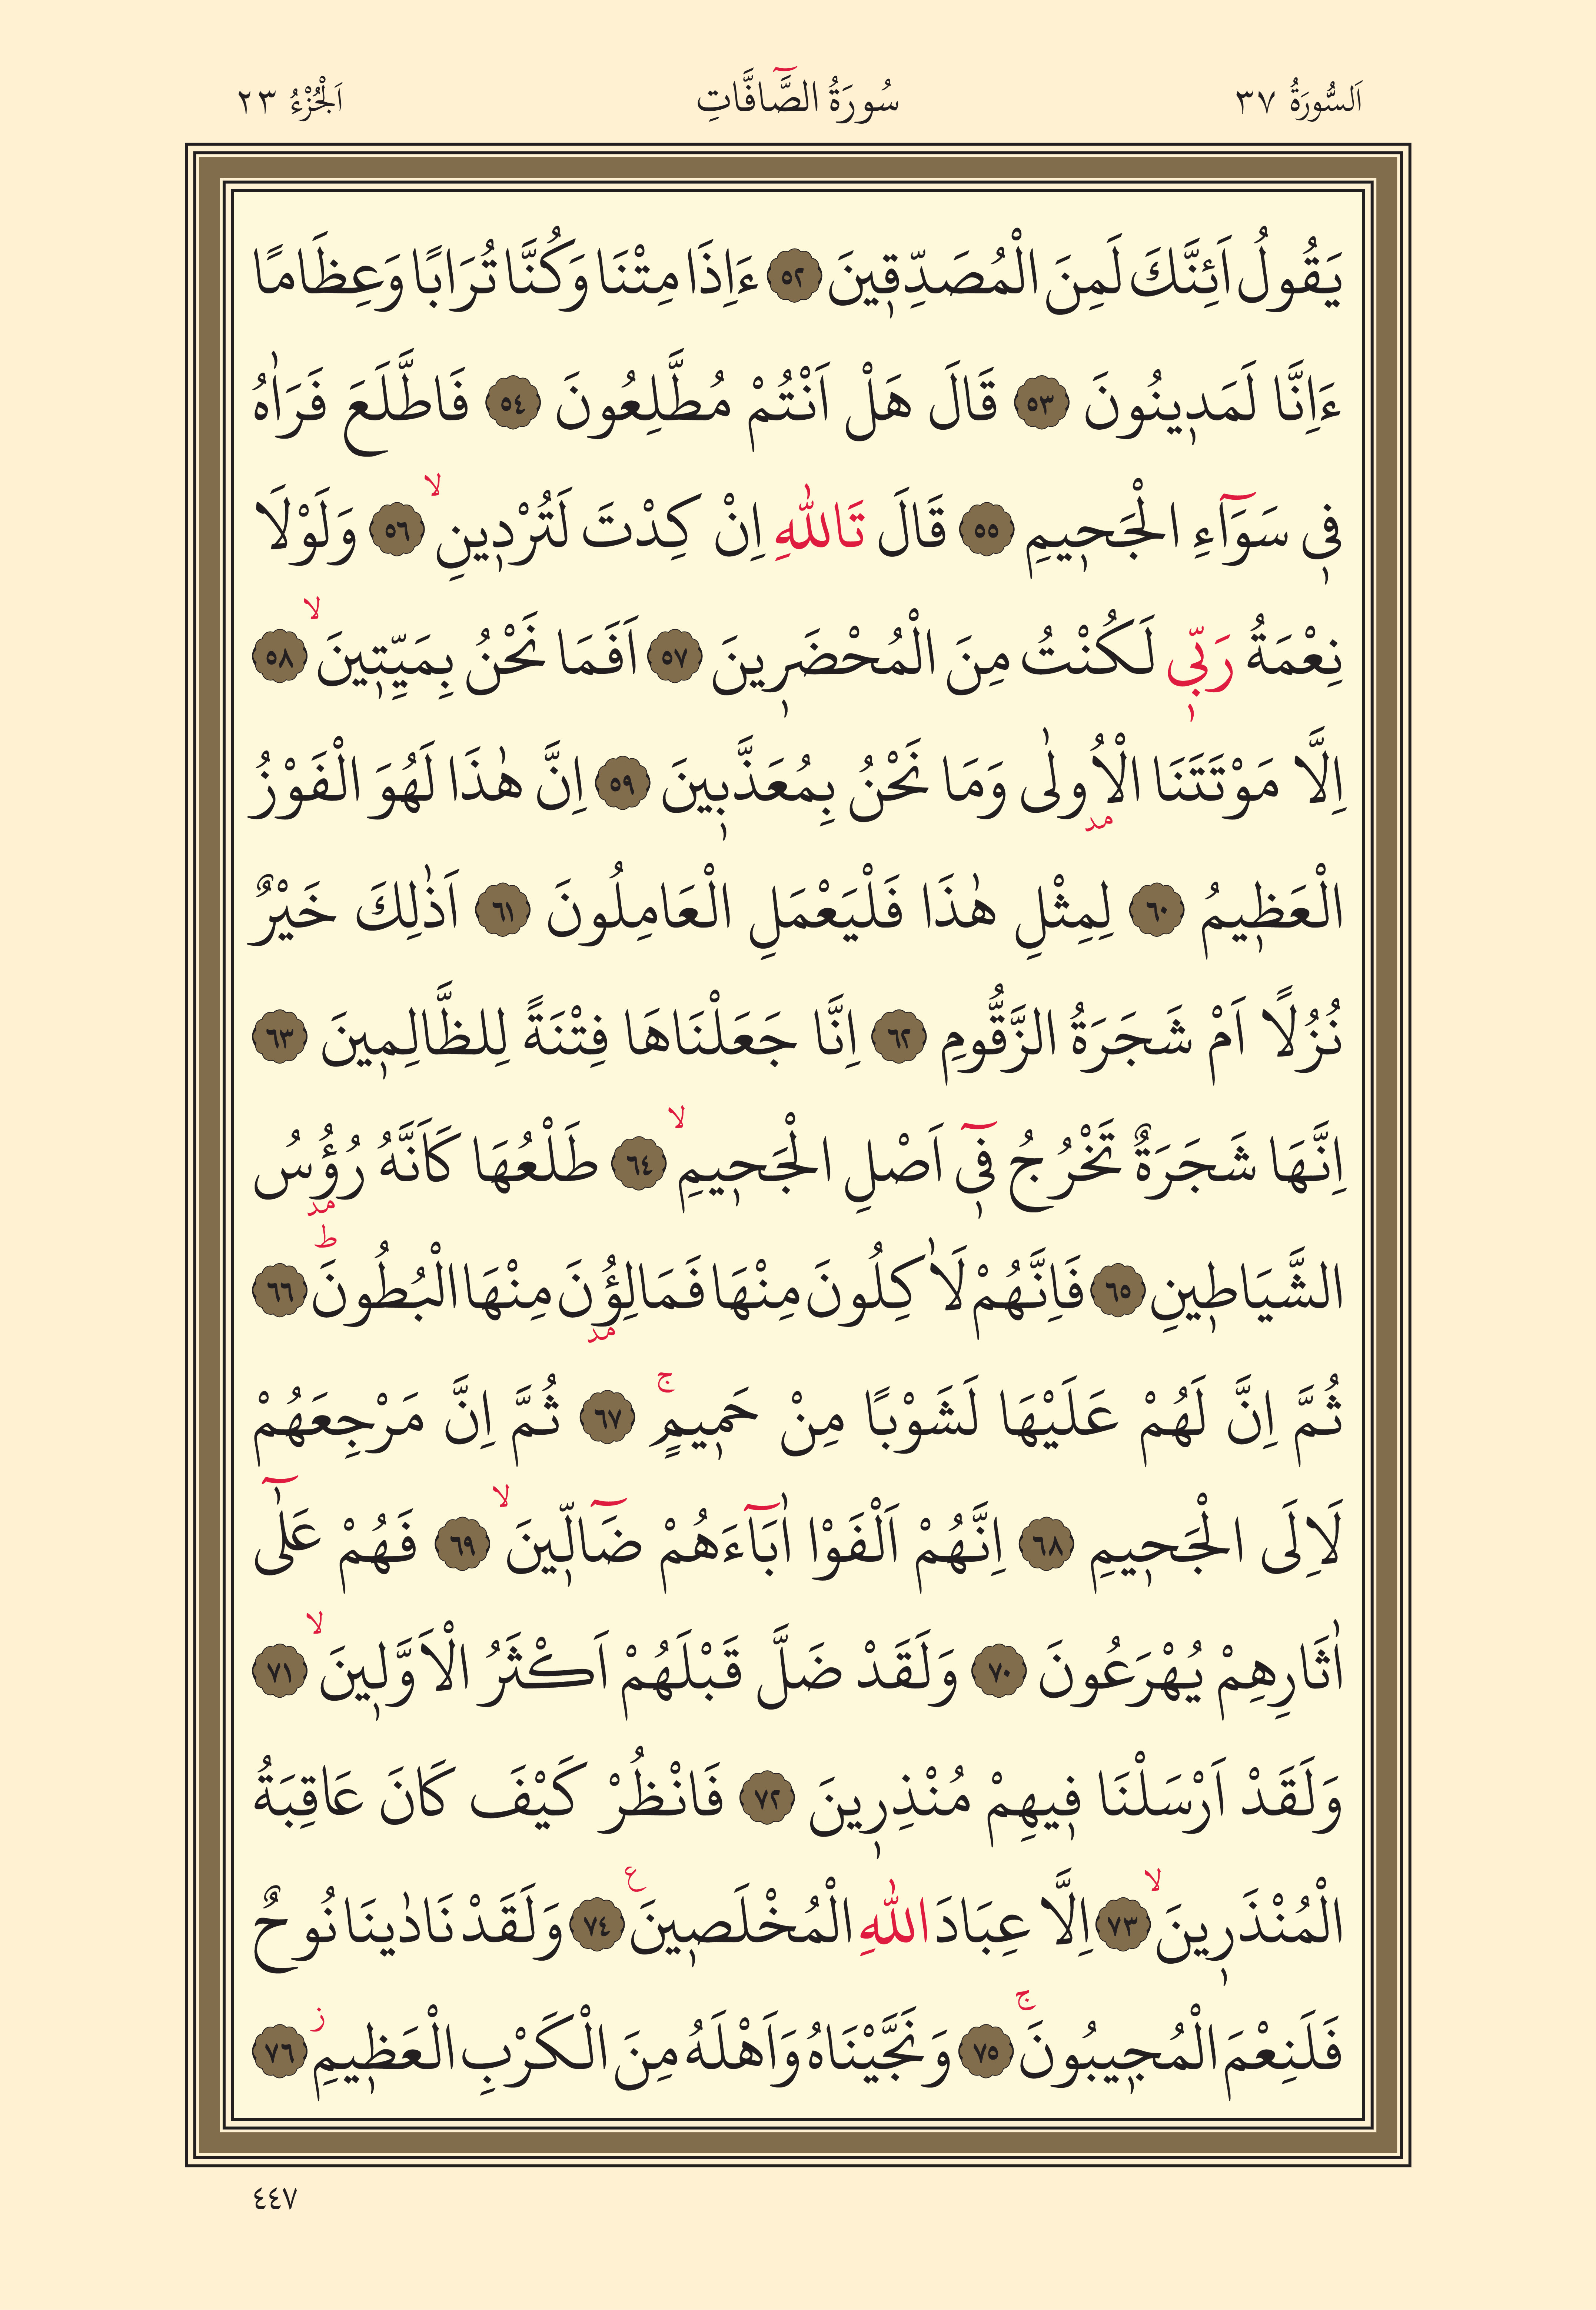 اَلسُّورَةُ ٣٧ سُورَةُ الصَّٓافَّاتِ اَلْجُزْءُ ٢٣
يَقُولُ اَئِنَّكَ لَمِنَ الْمُصَدِّقٖينَ ٥٢ ءَاِذَا مِتْنَا وَكُنَّا تُرَابًا وَعِظَامًا
ءَاِنَّا لَمَدٖينُونَ ٥٣ قَالَ هَلْ اَنْتُمْ مُطَّلِعُونَ ٥٤ فَاطَّلَعَ فَرَاٰهُ
فٖى سَوَٓاءِ الْجَحٖيمِ ٥٥ قَالَ تَاللّٰهِ اِنْ كِدْتَ لَتُرْدٖينِۙ ٥٦ وَلَوْلَا
نِعْمَةُ رَبّٖى لَكُنْتُ مِنَ الْمُحْضَرٖينَ ٥٧ اَفَمَا نَحْنُ بِمَيِّتٖينَۙ ٥٨
اِلَّا مَوْتَتَنَا الْاُو۫لٰى وَمَا نَحْنُ بِمُعَذَّبٖينَ ٥٩ اِنَّ هٰذَا لَهُوَ الْفَوْزُ
الْعَظٖيمُ ٦٠ لِمِثْلِ هٰذَا فَلْيَعْمَلِ الْعَامِلُونَ ٦١ اَذٰلِكَ خَيْرٌ
نُزُلًا اَمْ شَجَرَةُ الزَّقُّومِ ٦٢ اِنَّا جَعَلْنَاهَا فِتْنَةً لِلظَّالِمٖينَ ٦٣
اِنَّهَا شَجَرَةٌ تَخْرُجُ فٖٓى اَصْلِ الْجَحٖيمِۙ ٦٤ طَلْعُهَا كَاَنَّهُ رُؤُ۫سُ
الشَّيَاطٖينِ ٦٥ فَاِنَّهُمْ لَاٰكِلُونَ مِنْهَا فَمَالِؤُ۫نَ مِنْهَا الْبُطُونَۜ ٦٦
ثُمَّ اِنَّ لَهُمْ عَلَيْهَا لَشَوْبًا مِنْ حَمٖيمٍۚ ٦٧ ثُمَّ اِنَّ مَرْجِعَهُمْ
لَاِلَى الْجَحٖيمِ ٦٨ اِنَّهُمْ اَلْفَوْا اٰبَٓاءَهُمْ ضَٓالّٖينَۙ ٦٩ فَهُمْ عَلٰٓى
اٰثَارِهِمْ يُهْرَعُونَ ٧٠ وَلَقَدْ ضَلَّ قَبْلَهُمْ اَكْثَرُ الْاَوَّلٖينَۙ ٧١
وَلَقَدْ اَرْسَلْنَا فٖيهِمْ مُنْذِرٖينَ ٧٢ فَانْظُرْ كَيْفَ كَانَ عَاقِبَةُ
الْمُنْذَرٖينَۙ ٧٣ اِلَّا عِبَادَ اللّٰهِ الْمُخْلَصٖينَ ع ٧٤ وَلَقَدْ نَادٰينَا نُوحٌ
فَلَنِعْمَ الْمُجٖيبُونَۚ ٧٥ وَنَجَّيْنَاهُ وَاَهْلَهُ مِنَ الْكَرْبِ الْعَظٖيمِ ز ٧٦
٤٤٧